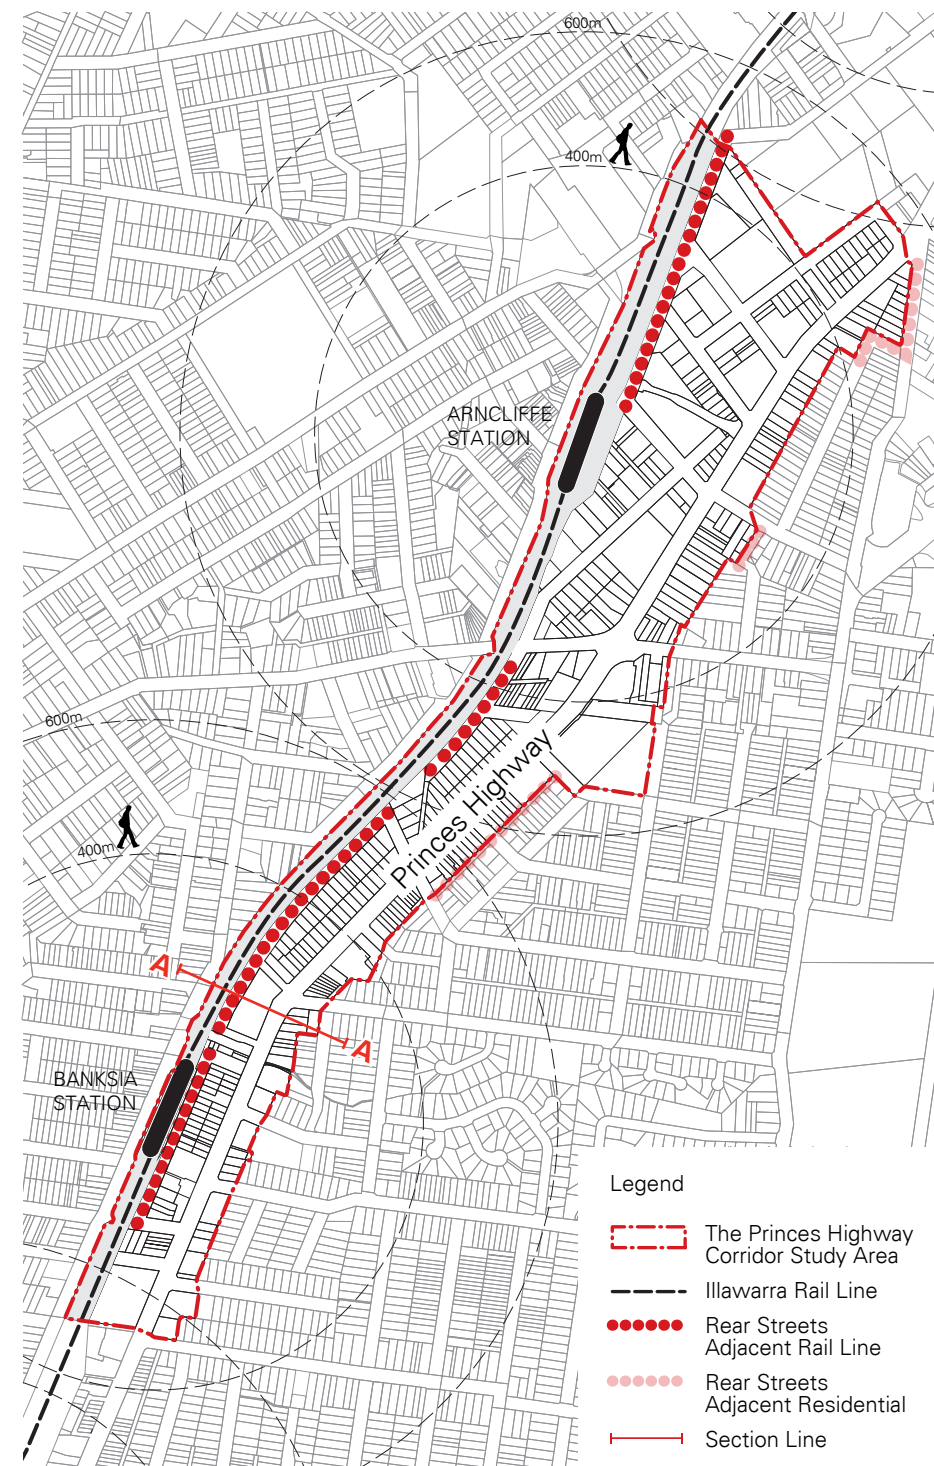 600m
400m
ARNCLIFFE
STATION
Princes Highway
600m
400m
A
A
BANKSIA
STATION
Legend
The Princes Highway
Corridor Study Area
Illawarra Rail Line
Rear Streets
Adjacent Rail Line
Rear Streets
Adjacent Residential
Section Line